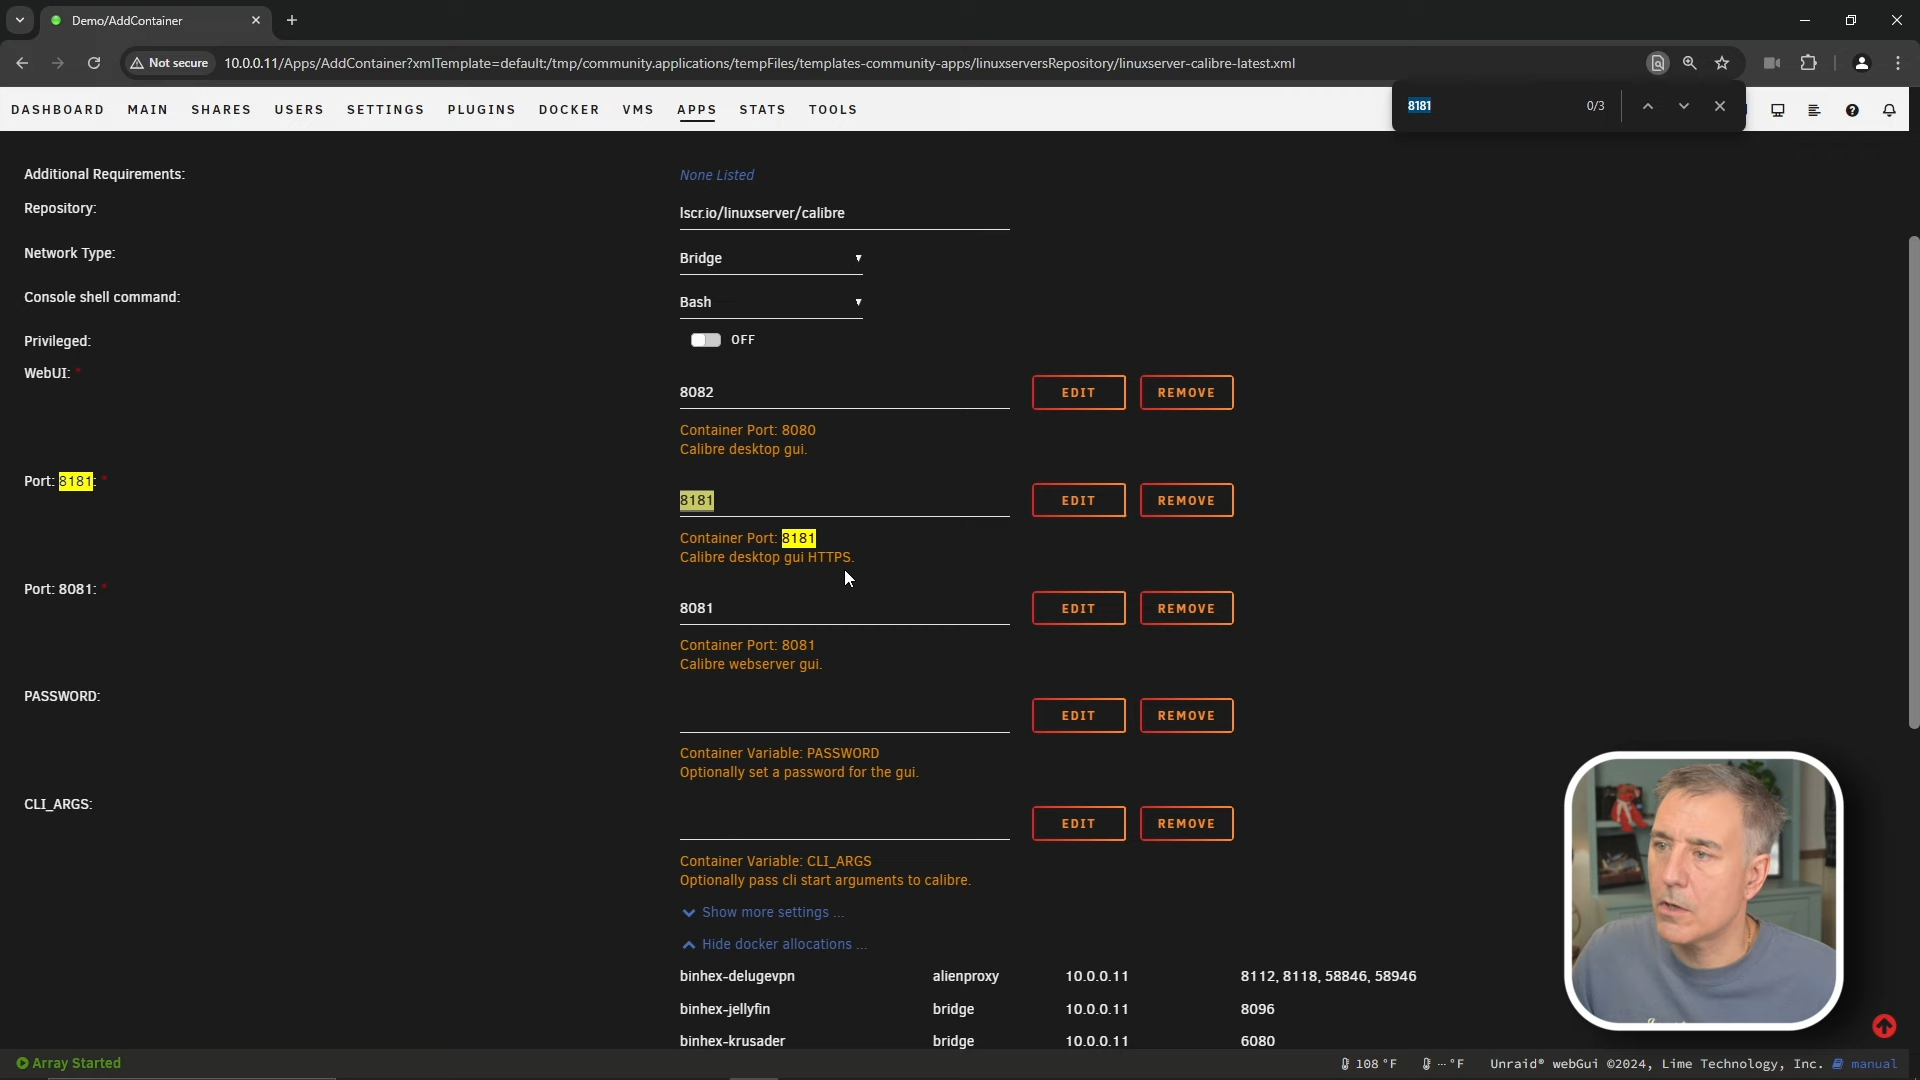 Demo/AddContainer
Not secure
10.0.0.11/Apps/AddContainer?xmlTemplate=default:/tmp/community.applications/tempFiles/templates-community-apps/linuxserversRepository/linuxserver-calibre-latest.xml
DASHBOARD MAIN SHARES USERS SETTINGS PLUGINS DOCKER VMS APPS STATS TOOLS
8181 0/3
Additional Requirements: None Listed
Repository: lscr.io/linuxserver/calibre
Network Type: Bridge
Console shell command: Bash
Privileged: OFF
WebUI: *
8082 EDIT REMOVE
Container Port: 8080
Calibre desktop gui.
Port: 8181: *
8181 EDIT REMOVE
Container Port: 8181
Calibre desktop gui HTTPS.
Port: 8081: *
8081 EDIT REMOVE
Container Port: 8081
Calibre webserver gui.
PASSWORD:
EDIT REMOVE
Container Variable: PASSWORD
Optionally set a password for the gui.
CLI_ARGS:
EDIT REMOVE
Container Variable: CLI_ARGS
Optionally pass cli start arguments to calibre.
Show more settings ...
Hide docker allocations ...
binhex-delugevpn alienproxy 10.0.0.11 8112, 8118, 58846, 58946
binhex-jellyfin bridge 10.0.0.11 8096
binhex-krusader bridge 10.0.0.11 6080
Array Started
108 °F -- °F Unraid® webGui ©2024, Lime Technology, Inc. manual